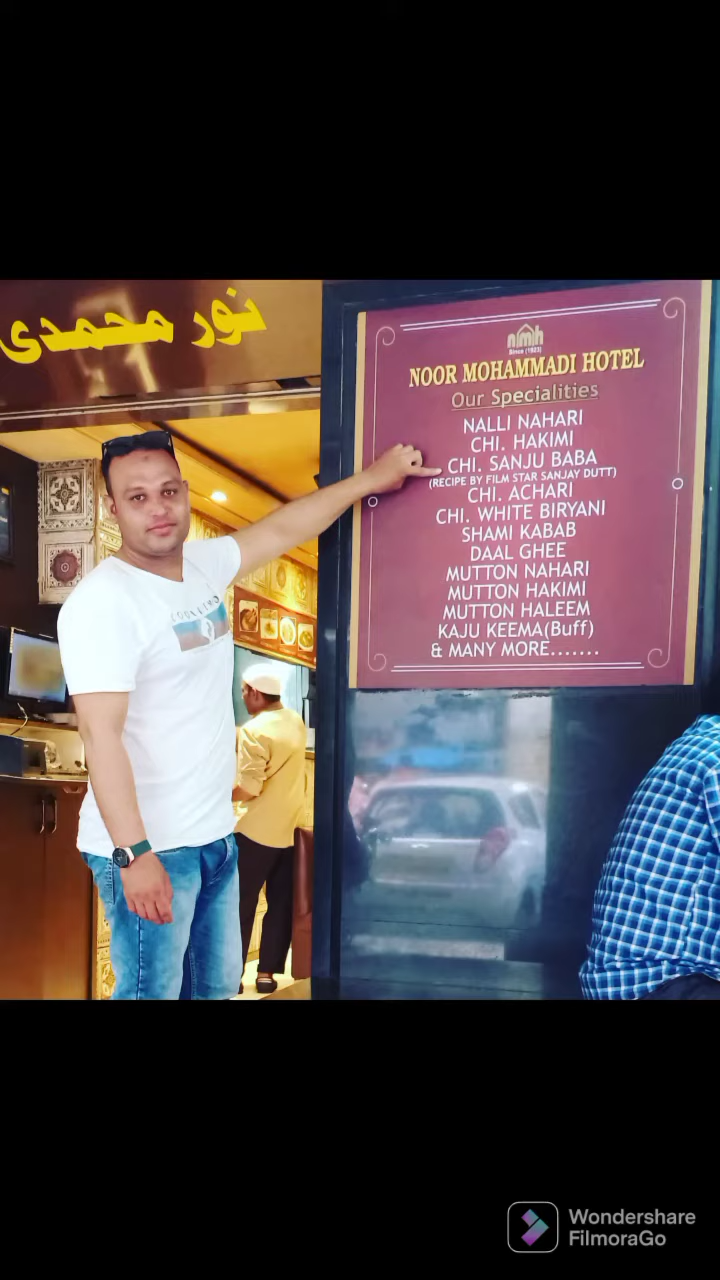 نور محمدی
nmh
Since (1923)
NOOR MOHAMMADI HOTEL
Our Specialities
NALLI NAHARI
CHI. HAKIMI
CHI. SANJU BABA
(RECIPE BY FILM STAR SANJAY DUTT)
CHI. ACHARI
CHI. WHITE BIRYANI
SHAMI KABAB
DAAL GHEE
MUTTON NAHARI
MUTTON HAKIMI
MUTTON HALEEM
KAJU KEEMA(Buff)
& MANY MORE.......
Wondershare
FilmoraGo